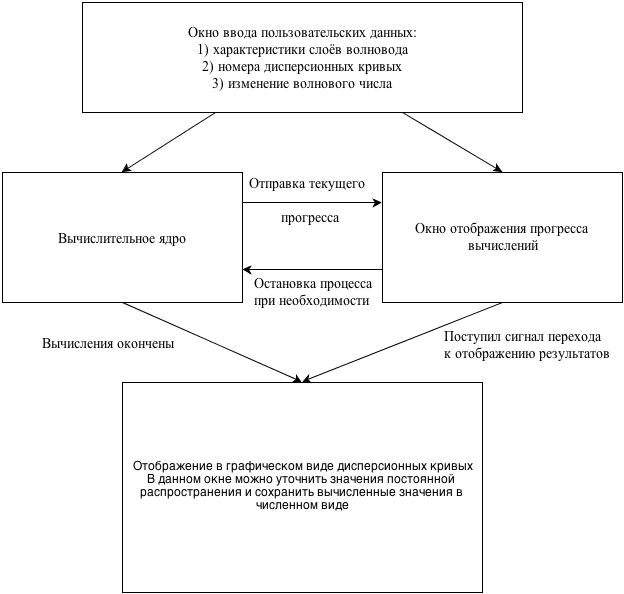 Окно ввода пользовательских данных:
1) характеристики слоёв волновода
2) номера дисперсионных кривых
3) изменение волнового числа
Отправка текущего
прогресса
Вычислительное ядро
Окно отображения прогресса
вычислений
Остановка процесса
при необходимости
Вычисления окончены
Поступил сигнал перехода
к отображению результатов
Отображение в графическом виде дисперсионных кривых
В данном окне можно уточнить значения постоянной
распространения и сохранить вычисленные значения в
численном виде